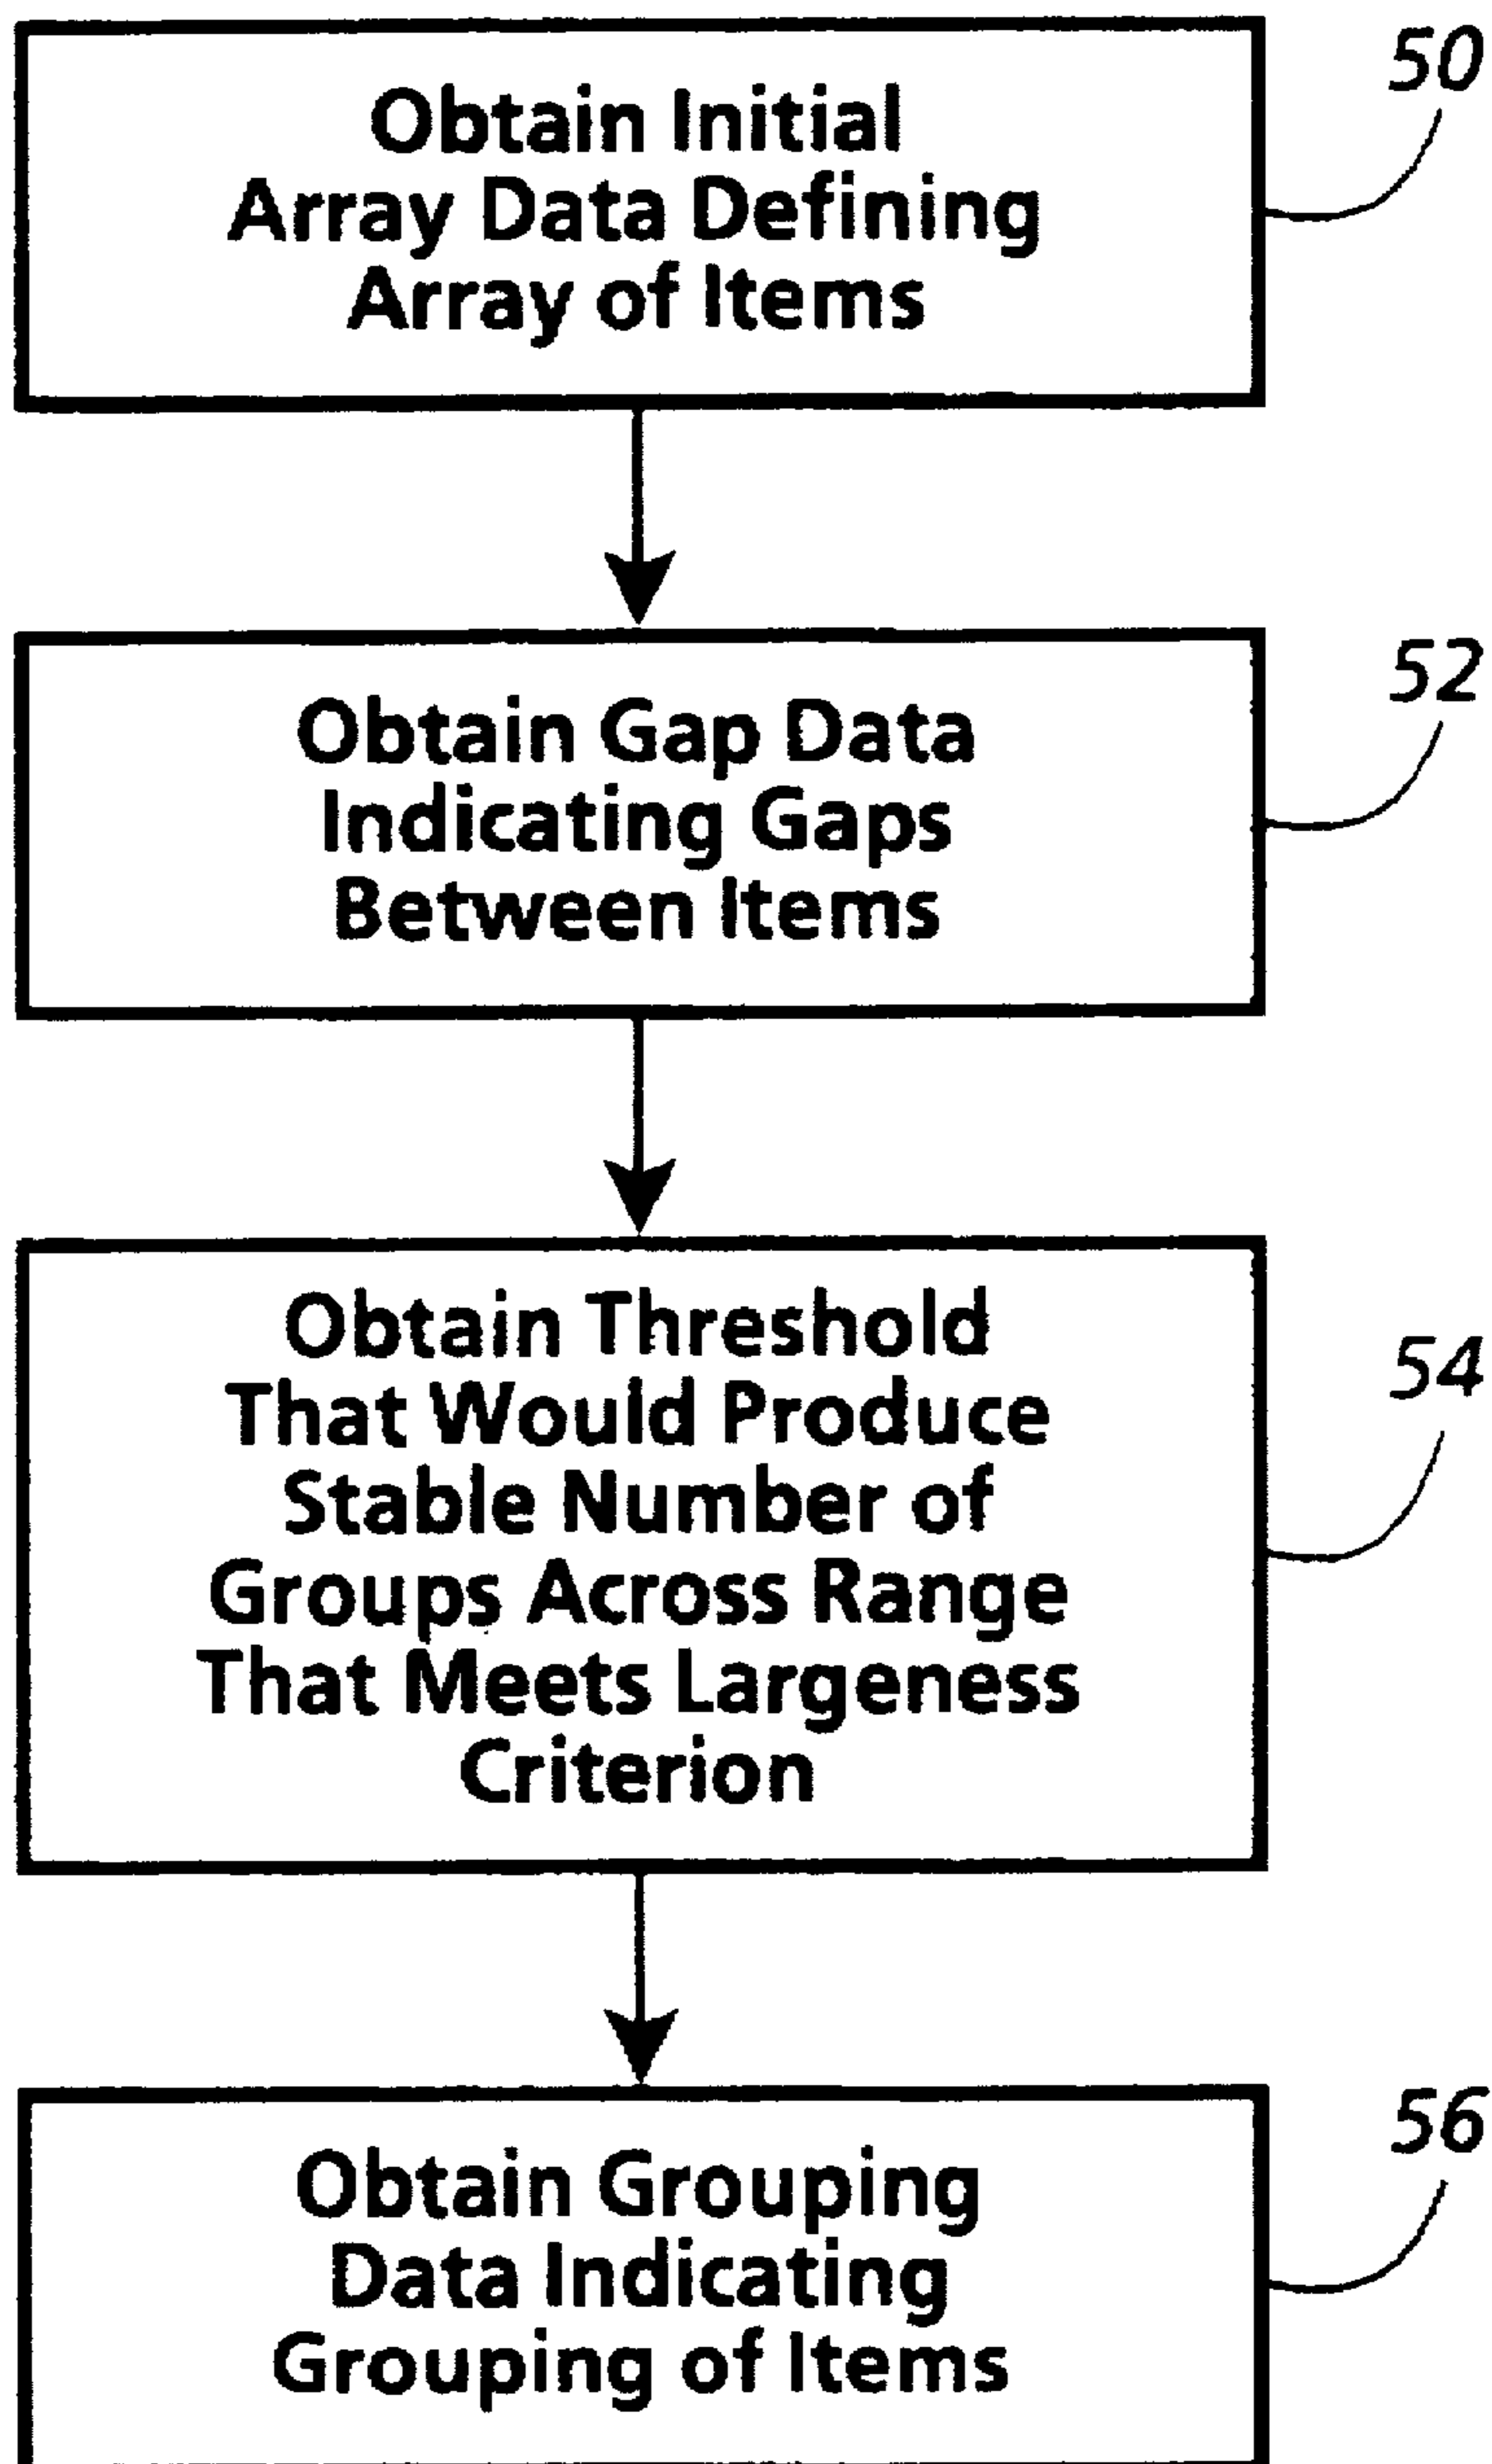 50
Obtain Initial
Array Data Defining
Array of Items
52
Obtain Gap Data
Indicating Gaps
Between Items
Obtain Threshold
54
That Would Produce
Stable Number of
Groups Across Range
That Meets Largeness
Criterion
56
Obtain Grouping
Data Indicating
Grouping of Items